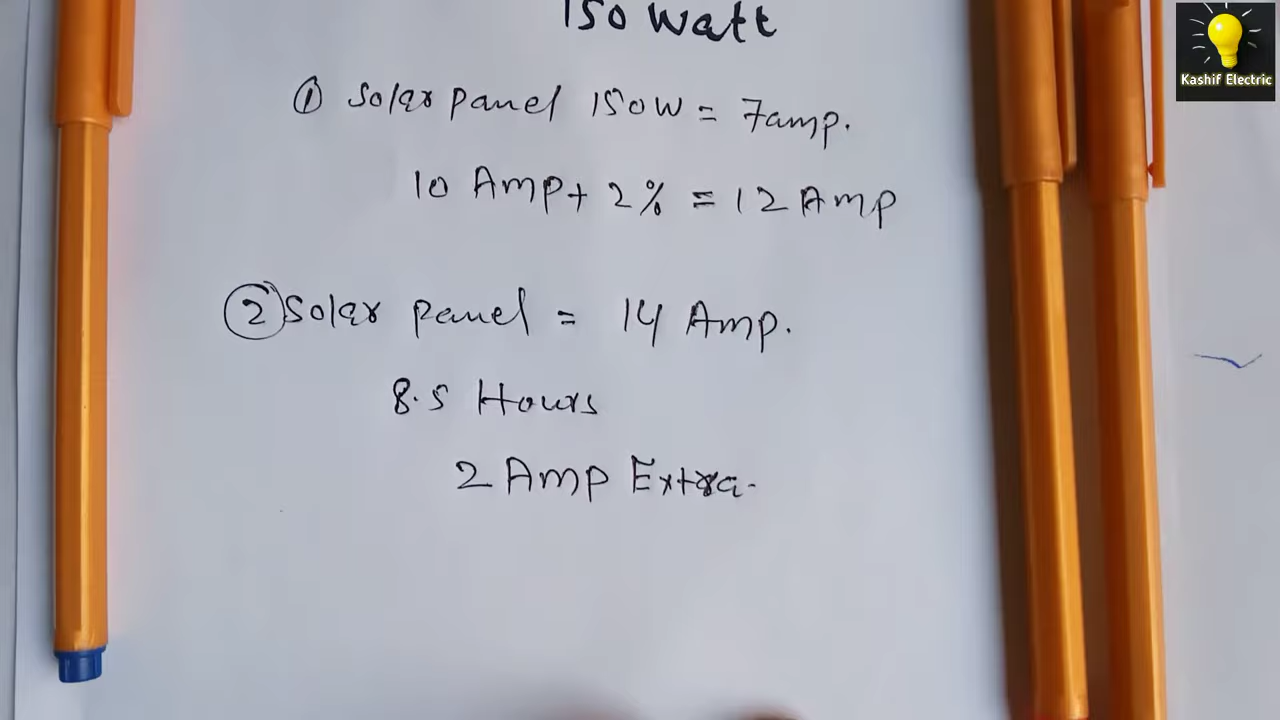 150 watt
① Solar panel 150W = 7amp.
10 Amp + 2% = 12 Amp
② Solar panel = 14 Amp.
8.5 Hours
2 Amp Extra.
Kashif Electric